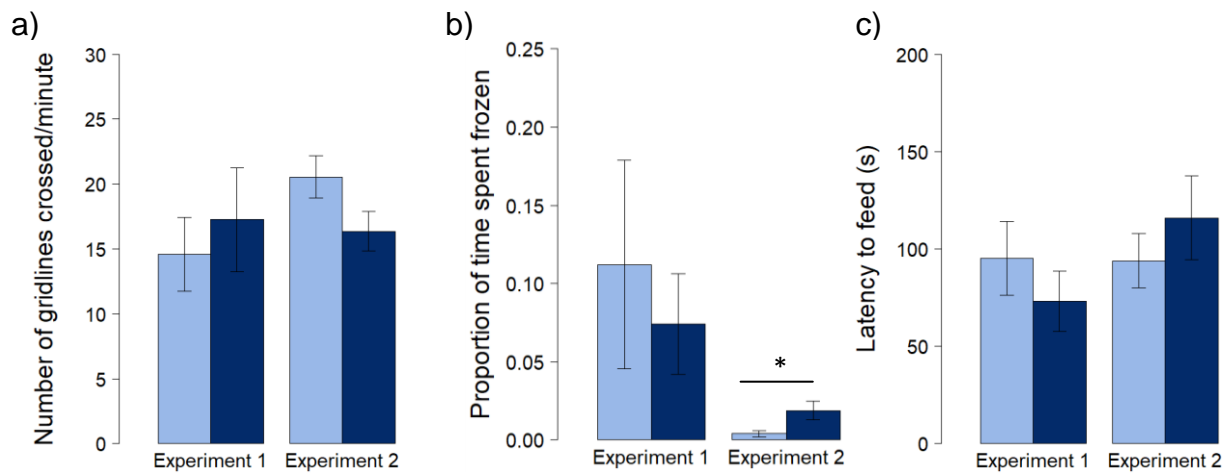 a)
Number of gridlines crossed/minute
30
25
20
15
10
5
0
Experiment 1 Experiment 2
b)
Proportion of time spent frozen
0.25
0.20
0.15
0.10
0.05
0.00
*
Experiment 1 Experiment 2
c)
Latency to feed (s)
200
150
100
50
0
Experiment 1 Experiment 2